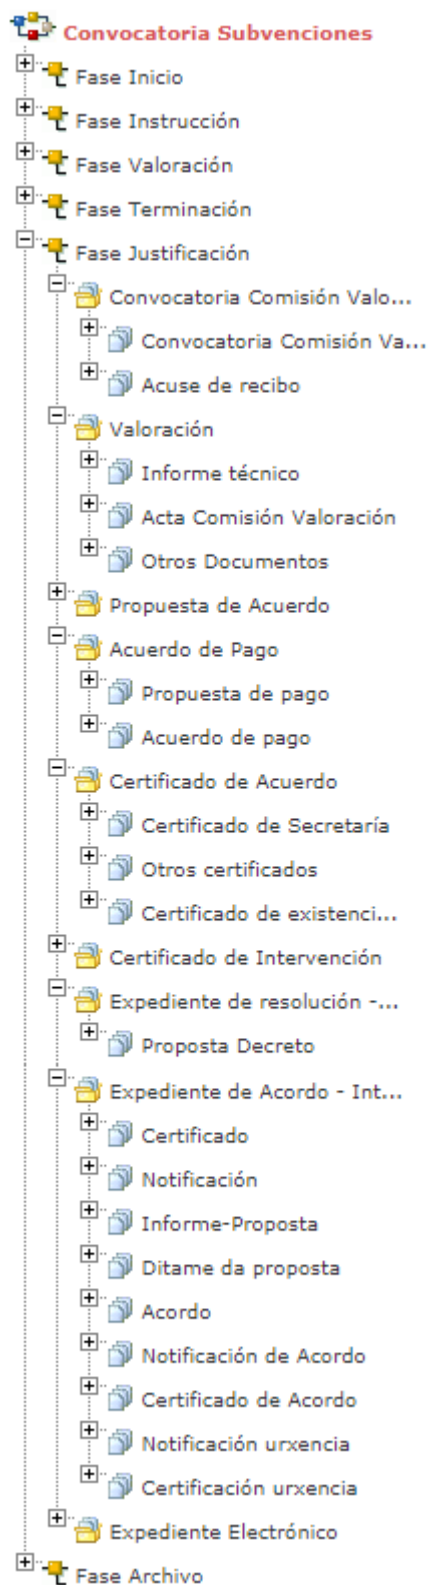 Convocatoria Subvenciones
Fase Inicio
Fase Instrucción
Fase Valoración
Fase Terminación
Fase Justificación
Convocatoria Comisión Valo...
Convocatoria Comisión Va...
Acuse de recibo
Valoración
Informe técnico
Acta Comisión Valoración
Otros Documentos
Propuesta de Acuerdo
Acuerdo de Pago
Propuesta de pago
Acuerdo de pago
Certificado de Acuerdo
Certificado de Secretaría
Otros certificados
Certificado de existenci...
Certificado de Intervención
Expediente de resolución -...
Proposta Decreto
Expediente de Acordo - Int...
Certificado
Notificación
Informe-Proposta
Ditame da proposta
Acordo
Notificación de Acordo
Certificado de Acordo
Notificación urxencia
Certificación urxencia
Expediente Electrónico
Fase Archivo